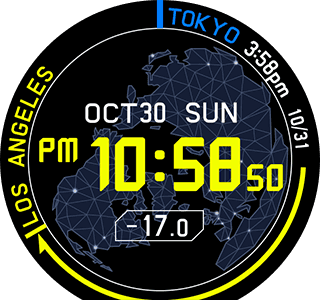 TOKYO
3:58pm 10/31
LOS ANGELES
OCT30 SUN
PM 10:58 50
-17.0